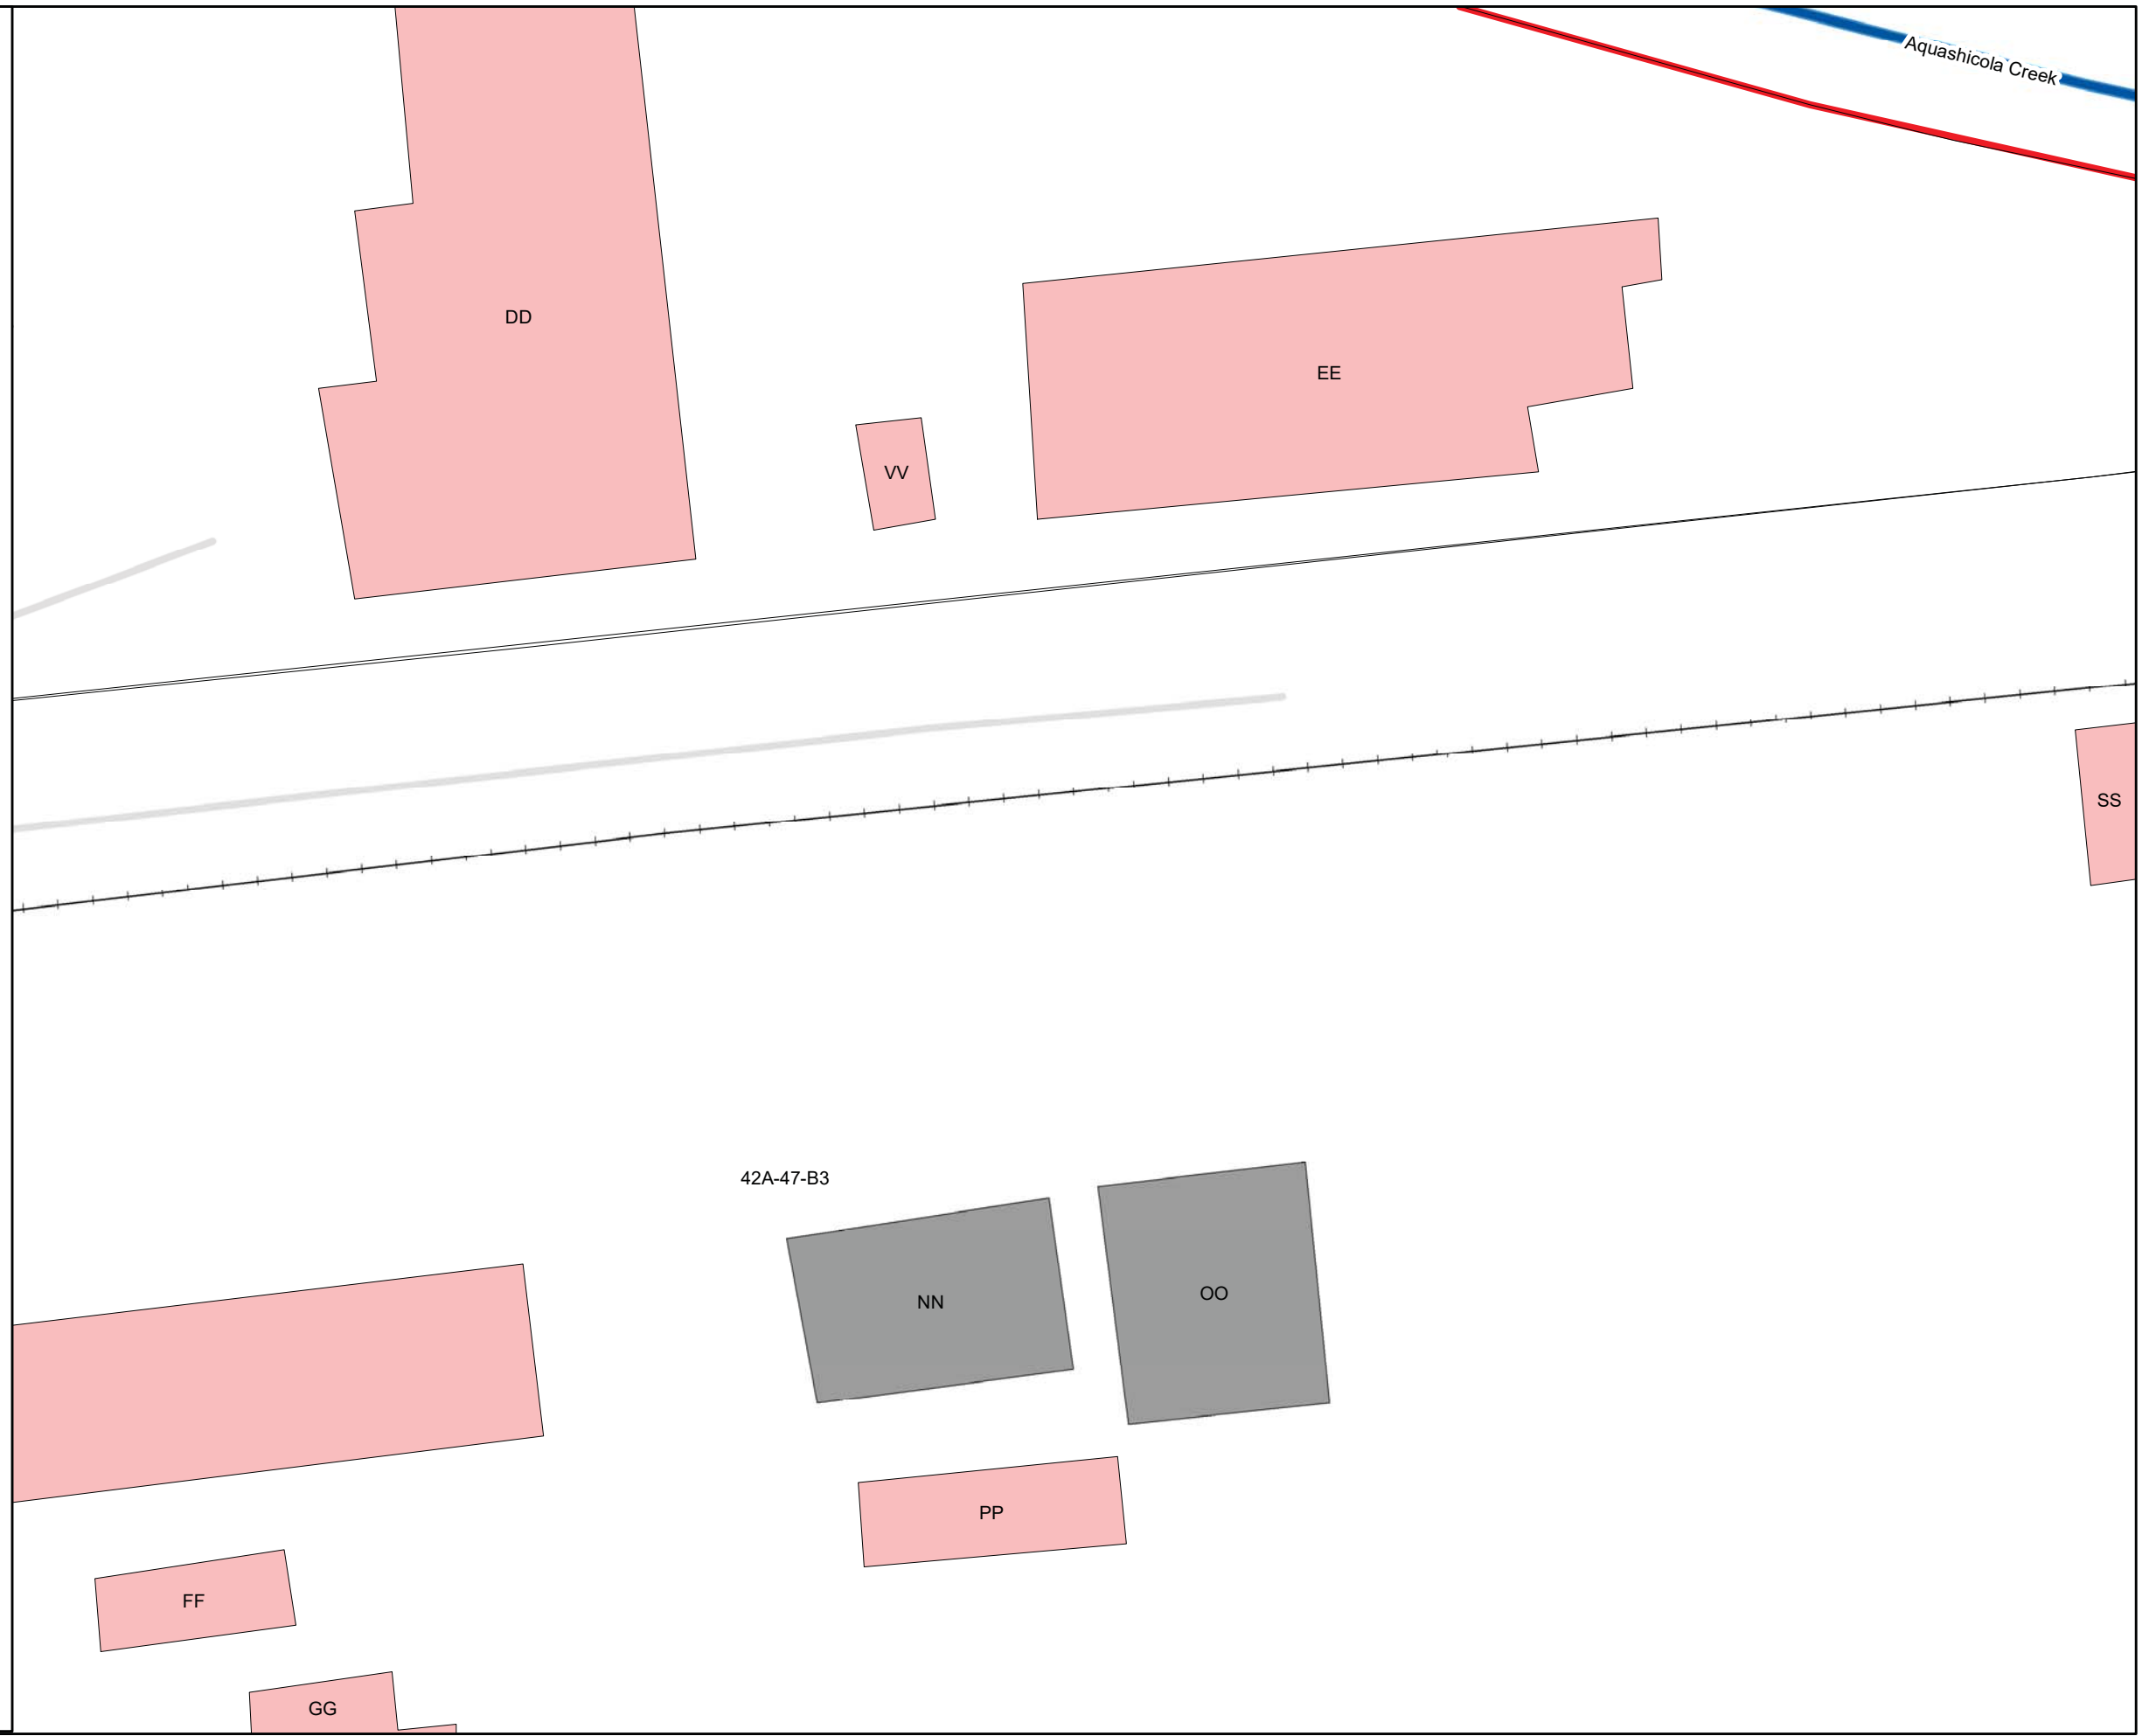 Aquashicola Creek
DD
EE
VV
SS
42A-47-B3
NN
OO
PP
FF
GG